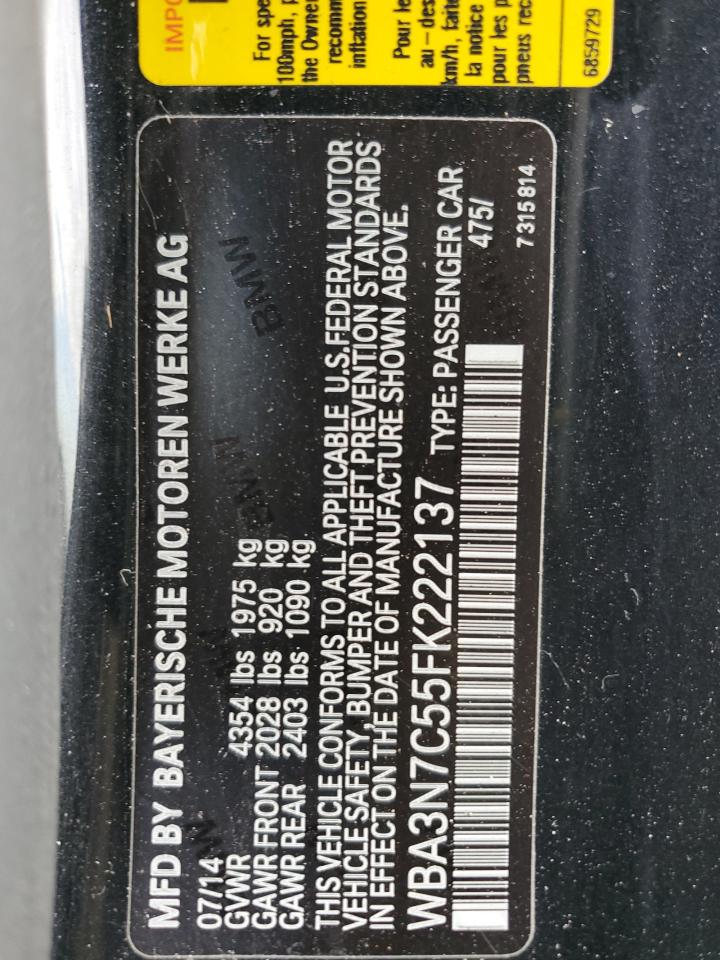 MFD BY BAYERISCHE MOTOREN WERKE AG
07/14
GVWR 4354 lbs 1975 kg
GAWR FRONT 2028 lbs 920 kg
GAWR REAR 2403 lbs 1090 kg
THIS VEHICLE CONFORMS TO ALL APPLICABLE U.S. FEDERAL MOTOR
VEHICLE SAFETY, BUMPER AND THEFT PREVENTION STANDARDS
IN EFFECT ON THE DATE OF MANUFACTURE SHOWN ABOVE.
WBA3N7C55FK222137 TYPE: PASSENGER CAR
475/
7 315 814
BMW
BMW
For spe
100mph, p
the Owner
recomm
inflation
Pour le
au-des
km/h, faite
la notice
pour les p
pneus rec
6859729